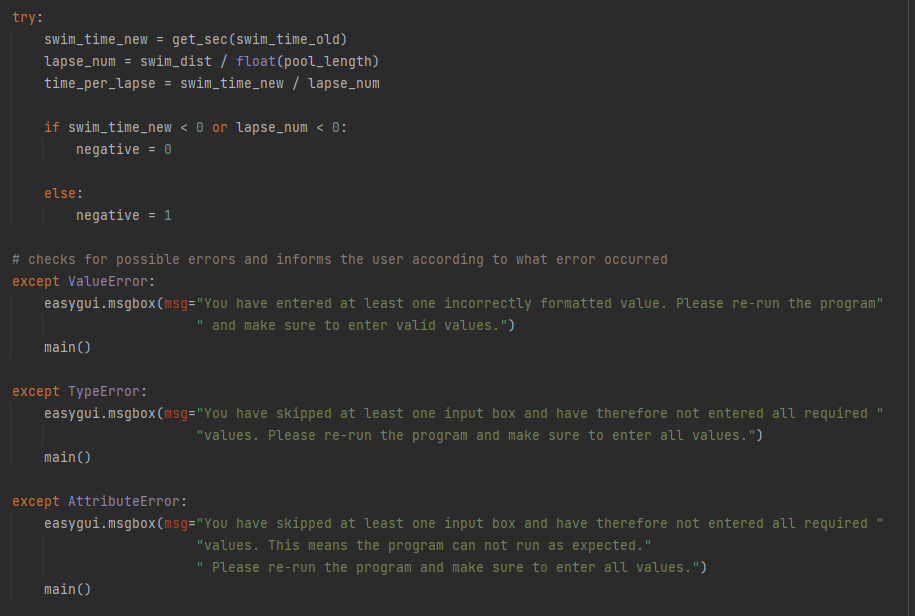 try:
    swim_time_new = get_sec(swim_time_old)
    lapse_num = swim_dist / float(pool_length)
    time_per_lapse = swim_time_new / lapse_num

    if swim_time_new < 0 or lapse_num < 0:
        negative = 0

    else:
        negative = 1

# checks for possible errors and informs the user according to what error occurred
except ValueError:
    easygui.msgbox(msg="You have entered at least one incorrectly formatted value. Please re-run the program"
                       " and make sure to enter valid values.")
    main()

except TypeError:
    easygui.msgbox(msg="You have skipped at least one input box and have therefore not entered all required "
                       "values. Please re-run the program and make sure to enter all values.")
    main()

except AttributeError:
    easygui.msgbox(msg="You have skipped at least one input box and have therefore not entered all required "
                       "values. This means the program can not run as expected."
                       " Please re-run the program and make sure to enter all values.")
    main()